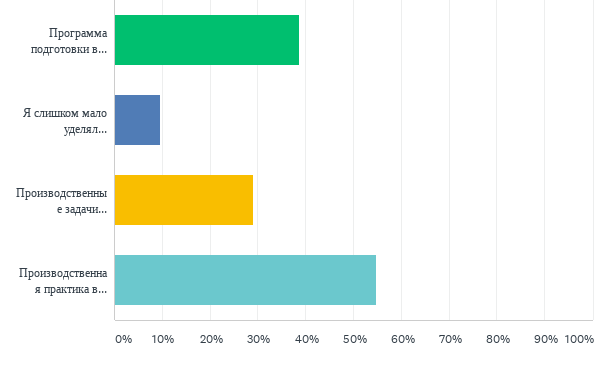 Программа
подготовки в...
Я слишком мало
уделял...
Производственны
е задачи...
Производственна
я практика в...
0% 10% 20% 30% 40% 50% 60% 70% 80% 90% 100%